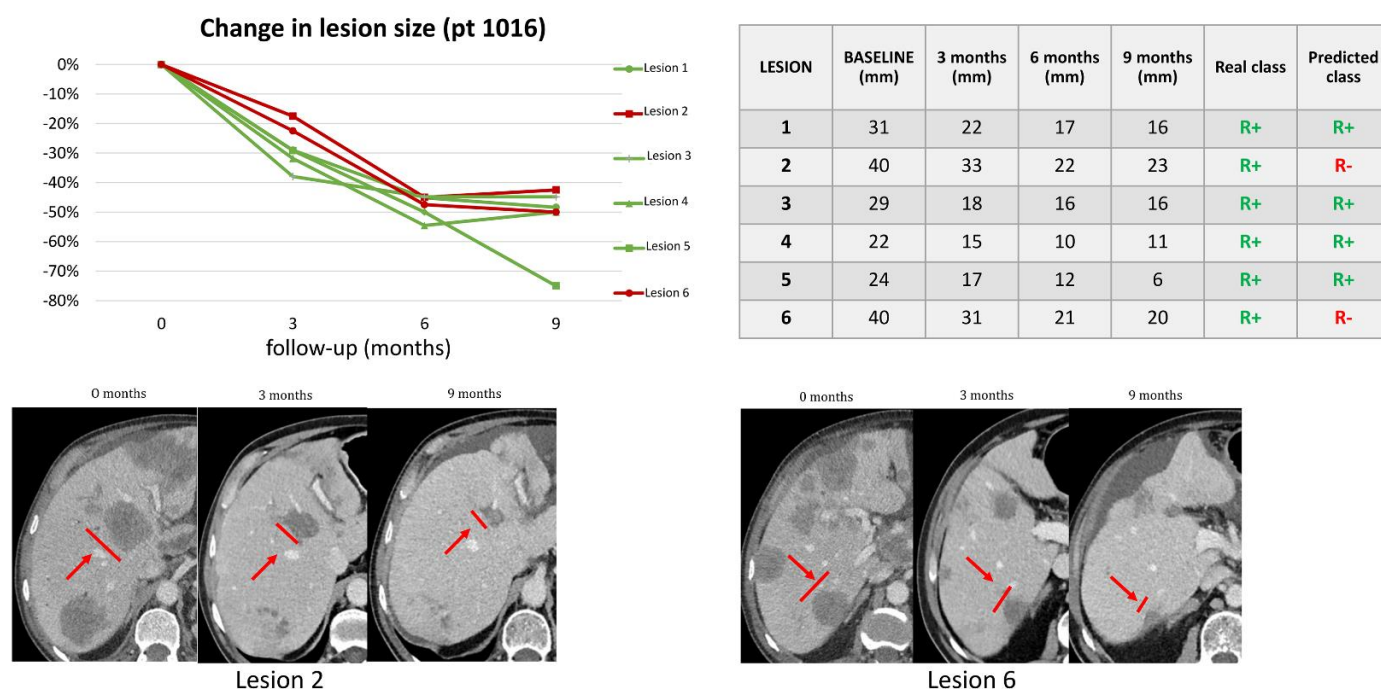 Change in lesion size (pt 1016)
0%
-10%
-20%
-30%
-40%
-50%
-60%
-70%
-80%
0
3
6
9
follow-up (months)
Lesion 1
Lesion 2
Lesion 3
Lesion 4
Lesion 5
Lesion 6
LESION BASELINE (mm) 3 months (mm) 6 months (mm) 9 months (mm) Real class Predicted class
1 31 22 17 16 R+ R+
2 40 33 22 23 R+ R-
3 29 18 16 16 R+ R+
4 22 15 10 11 R+ R+
5 24 17 12 6 R+ R+
6 40 31 21 20 R+ R-
0 months
3 months
9 months
Lesion 2
0 months
3 months
9 months
Lesion 6